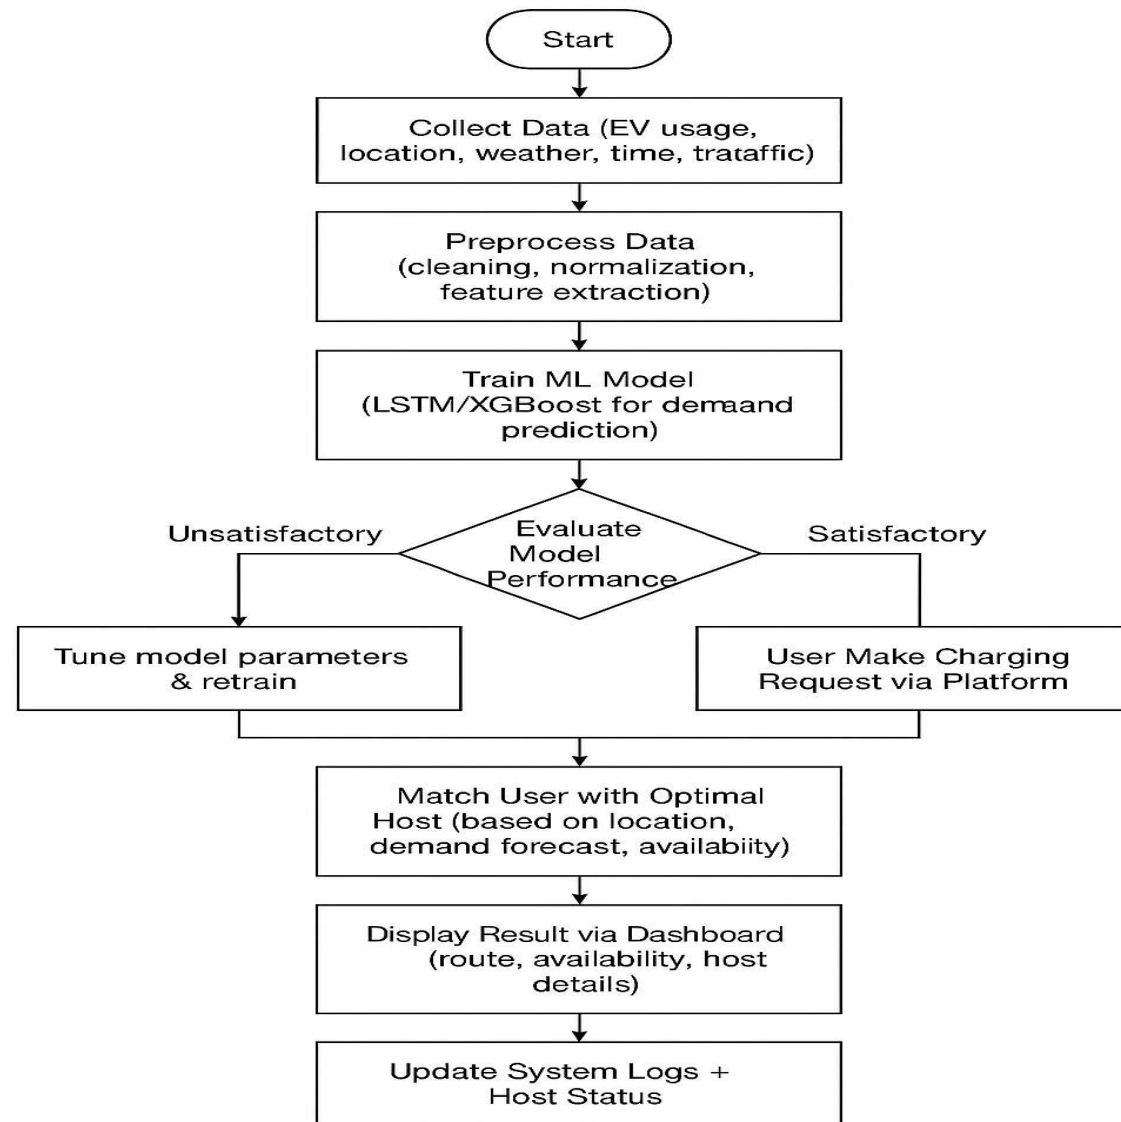 Start
Collect Data (EV usage,
location, weather, time, tratraffic)
Preprocess Data
(cleaning, normalization,
feature extraction)
Train ML Model
(LSTM/XGBoost for demaand
prediction)
Unsatisfactory
Evaluate
Model
Performance
Satisfactory
Tune model parameters
& retrain
User Make Charging
Request via Platform
Match User with Optimal
Host (based on location,
demand forecast, availabiity)
Display Result via Dashboard
(route, availability, host
details)
Update System Logs +
Host Status